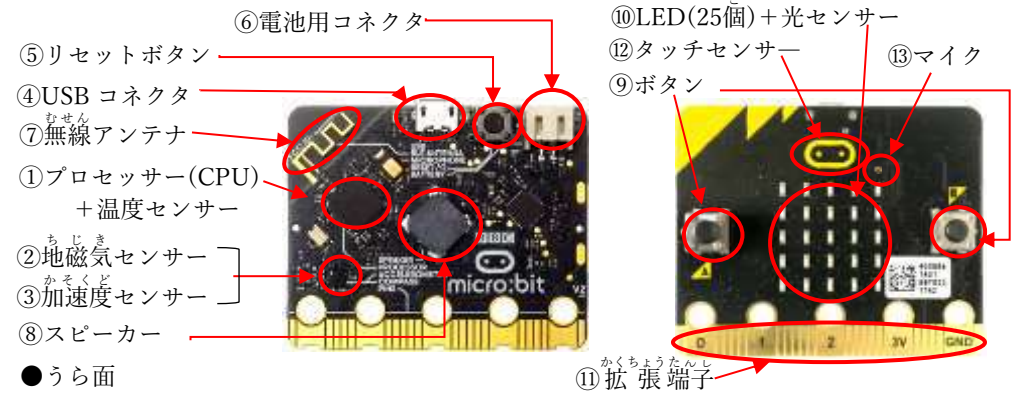 ⑥電池用コネクタ
⑤リセットボタン
④USB コネクタ
むせん
⑦無線アンテナ
①プロセッサー(CPU)
＋温度センサー
ちじき
②地磁気センサー
かそくど
③加速度センサー
⑧スピーカー
●うら面
micro:bit
V2
こ
⑩LED(25個)＋光センサー
⑫タッチセンサー
⑬マイク
⑨ボタン
A
B
0 1 2 3V GND
かくちょうたんし
⑪拡張端子